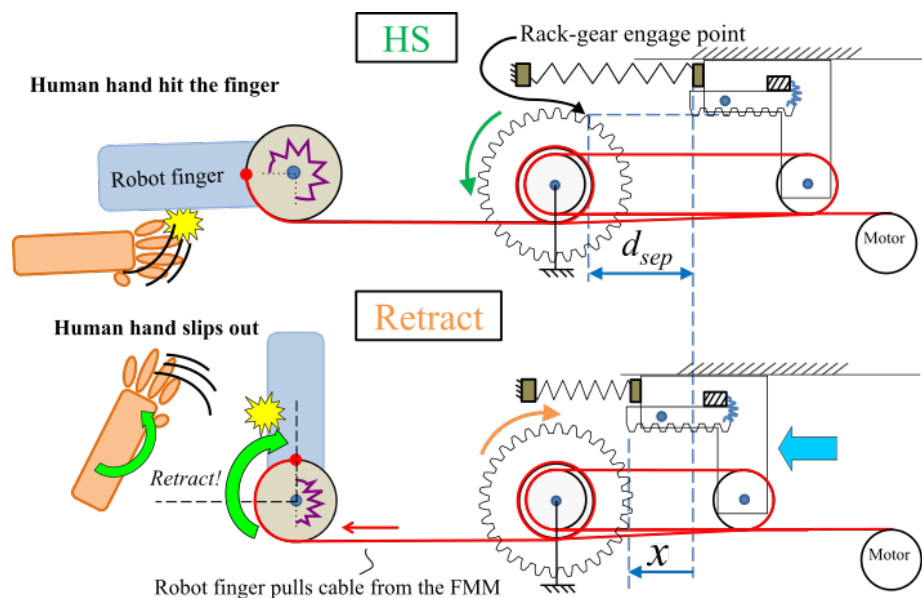 HS
Rack-gear engage point
Human hand hit the finger
Robot finger
Motor
d_sep
Human hand slips out
Retract
Retract!
Motor
x
Robot finger pulls cable from the FMM